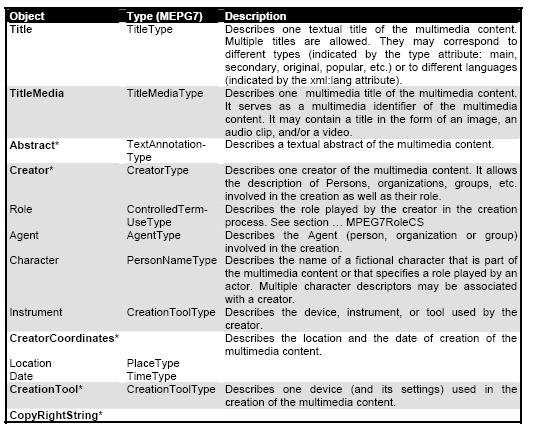 Object Type (MEPG7) Description
Title TitleType Describes one textual title of the multimedia content.
Multiple titles are allowed. They may correspond to
different types (indicated by the type attribute: main,
secondary, original, popular, etc.) or to different languages
(indicated by the xml:lang attribute).
TitleMedia TitleMediaType Describes one multimedia title of the multimedia content.
It serves as a multimedia identifier of the multimedia
content. It may contain a title in the form of an image, an
audio clip, and/or a video.
Abstract* TextAnnotation- Describes a textual abstract of the multimedia content.
Type
Creator* CreatorType Describes one creator of the multimedia content. It allows
the description of Persons, organizations, groups, etc.
involved in the creation as well as their role.
Role ControlledTerm- Describes the role played by the creator in the creation
UseType process. See section ... MPEG7RoleCS
Agent AgentType Describes the Agent (person, organization or group)
involved in the creation.
Character PersonNameType Describes the name of a fictional character that is part of
the multimedia content or that specifies a role played by an
actor. Multiple character descriptors may be associated
with a creator.
Instrument CreationToolType Describes the device, instrument, or tool used by the
creator.
CreatorCoordinates* Describes the location and the date of creation of the
multimedia content.
Location PlaceType
Date TimeType
CreationTool* CreationToolType Describes one device (and its settings) used in the
creation of the multimedia content.
CopyRightString*